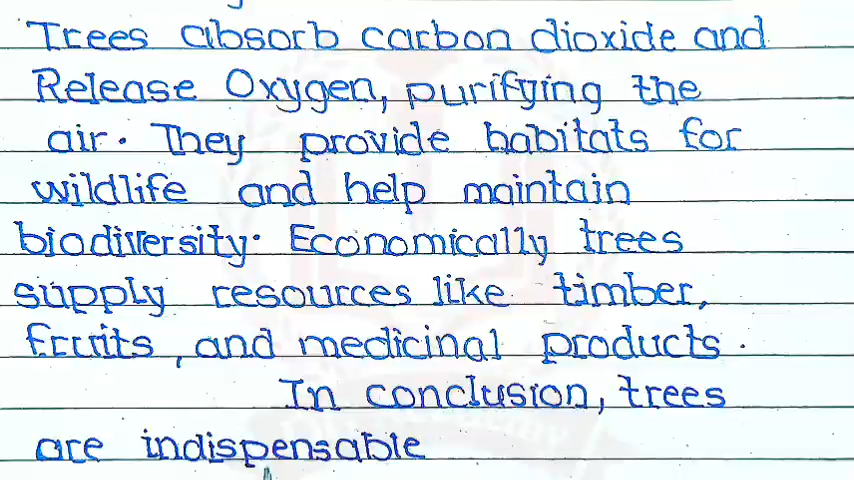 Trees absorb carbon dioxide and
Release Oxygen, purifying the
air. They provide habitats for
wildlife and help maintain
biodiversity. Economically trees
supply resources like timber,
fruits, and medicinal products.
In conclusion, trees
are indispensable